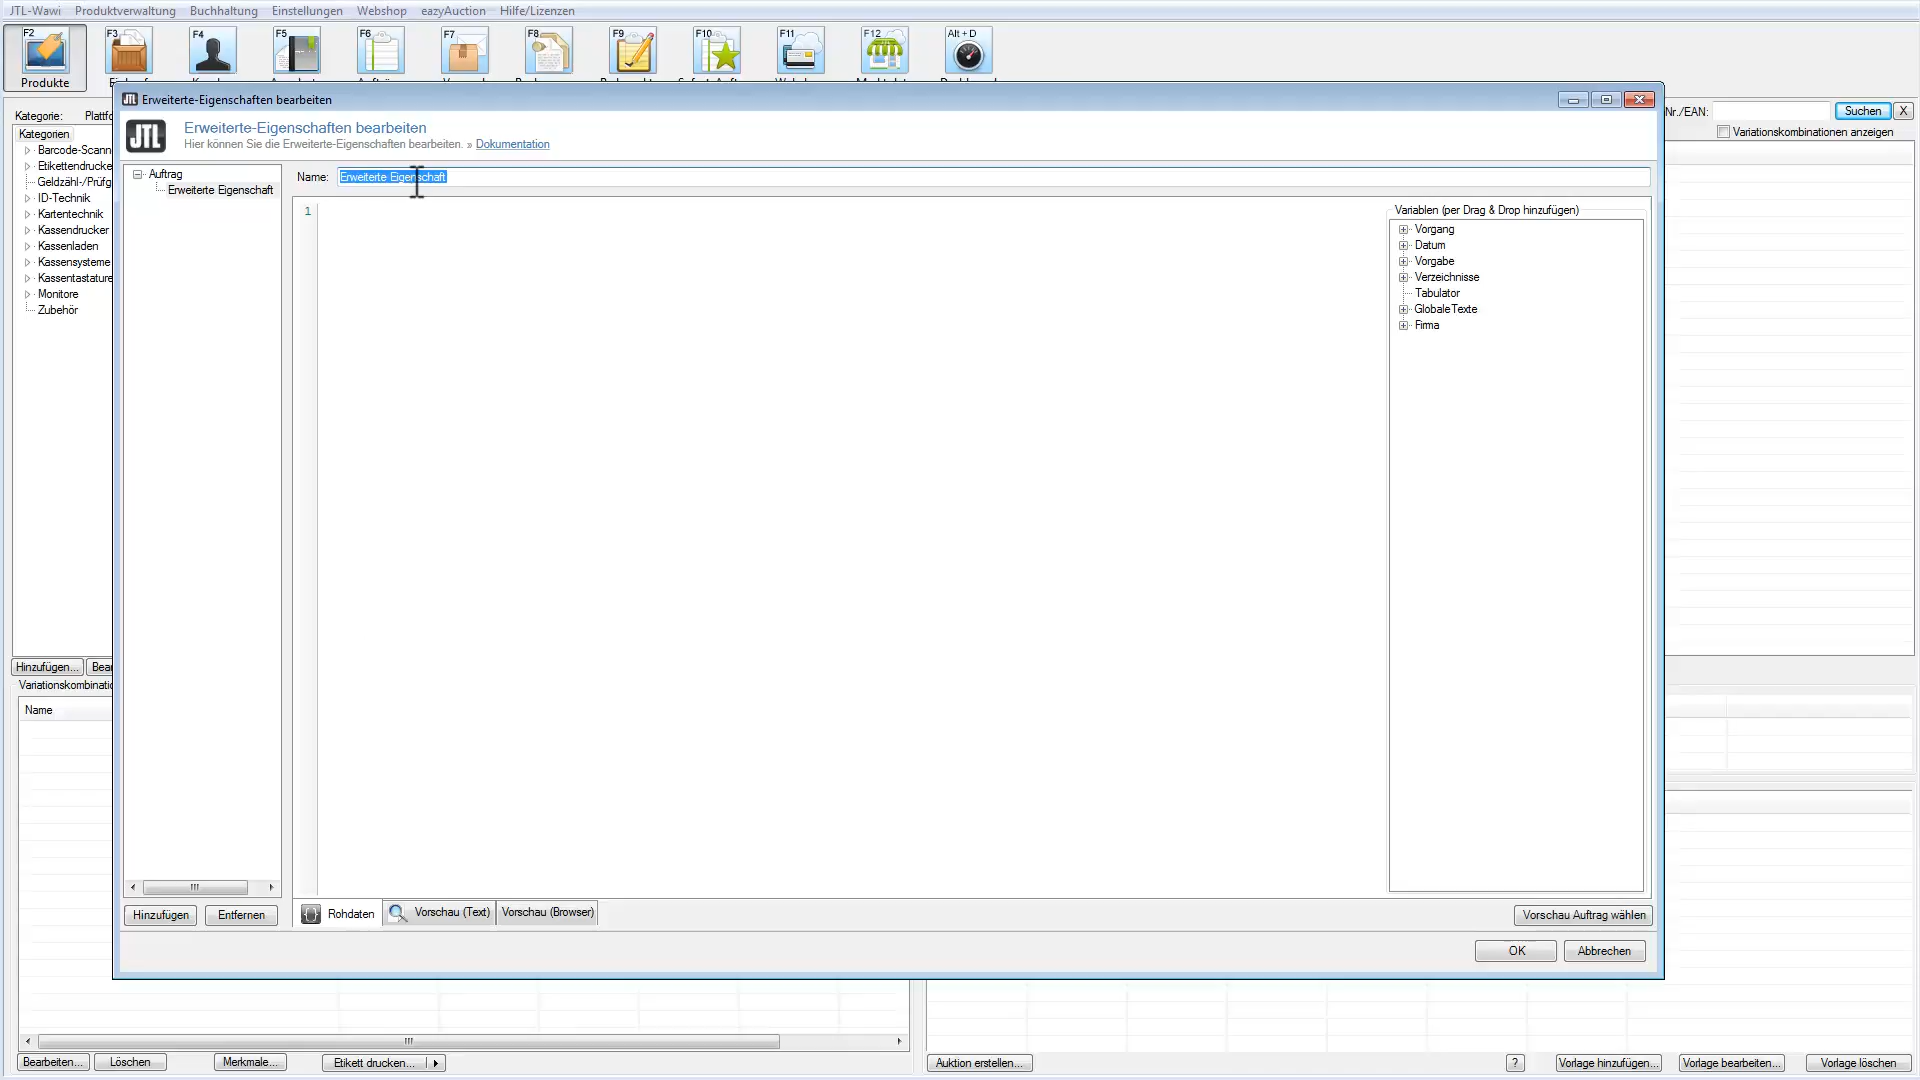 JTL-Wawi Produktverwaltung Buchhaltung Einstellungen Webshop eazyAuction Hilfe/Lizenzen
F2 F3 F4 F5 F6 F7 F8 F9 F10 F11 F12 Alt + D
Produkte
Erweiterte-Eigenschaften bearbeiten
Kategorie: Plattfo
Nr./EAN: Suchen X
JTL Erweiterte-Eigenschaften bearbeiten
Hier können Sie die Erweiterte-Eigenschaften bearbeiten. » Dokumentation
Variationskombinationen anzeigen
Kategorien
Barcode-Scann
Etikettendrucke
Geldzähl-/Prüfg
ID-Technik
Kartentechnik
Kassendrucker
Kassenladen
Kassensysteme
Kassentastature
Monitore
Zubehör
Auftrag
Erweiterte Eigenschaft
Name: Erweiterte Eigenschaft
1
Variablen (per Drag & Drop hinzufügen)
Vorgang
Datum
Vorgabe
Verzeichnisse
Tabulator
GlobaleTexte
Firma
Hinzufügen... Bear
Variationskombinatio
Name
Hinzufügen Entfernen
Rohdaten Vorschau (Text) Vorschau (Browser)
Vorschau Auftrag wählen
OK Abbrechen
Bearbeiten... Löschen Merkmale... Etikett drucken...
Auktion erstellen... ? Vorlage hinzufügen... Vorlage bearbeiten... Vorlage löschen